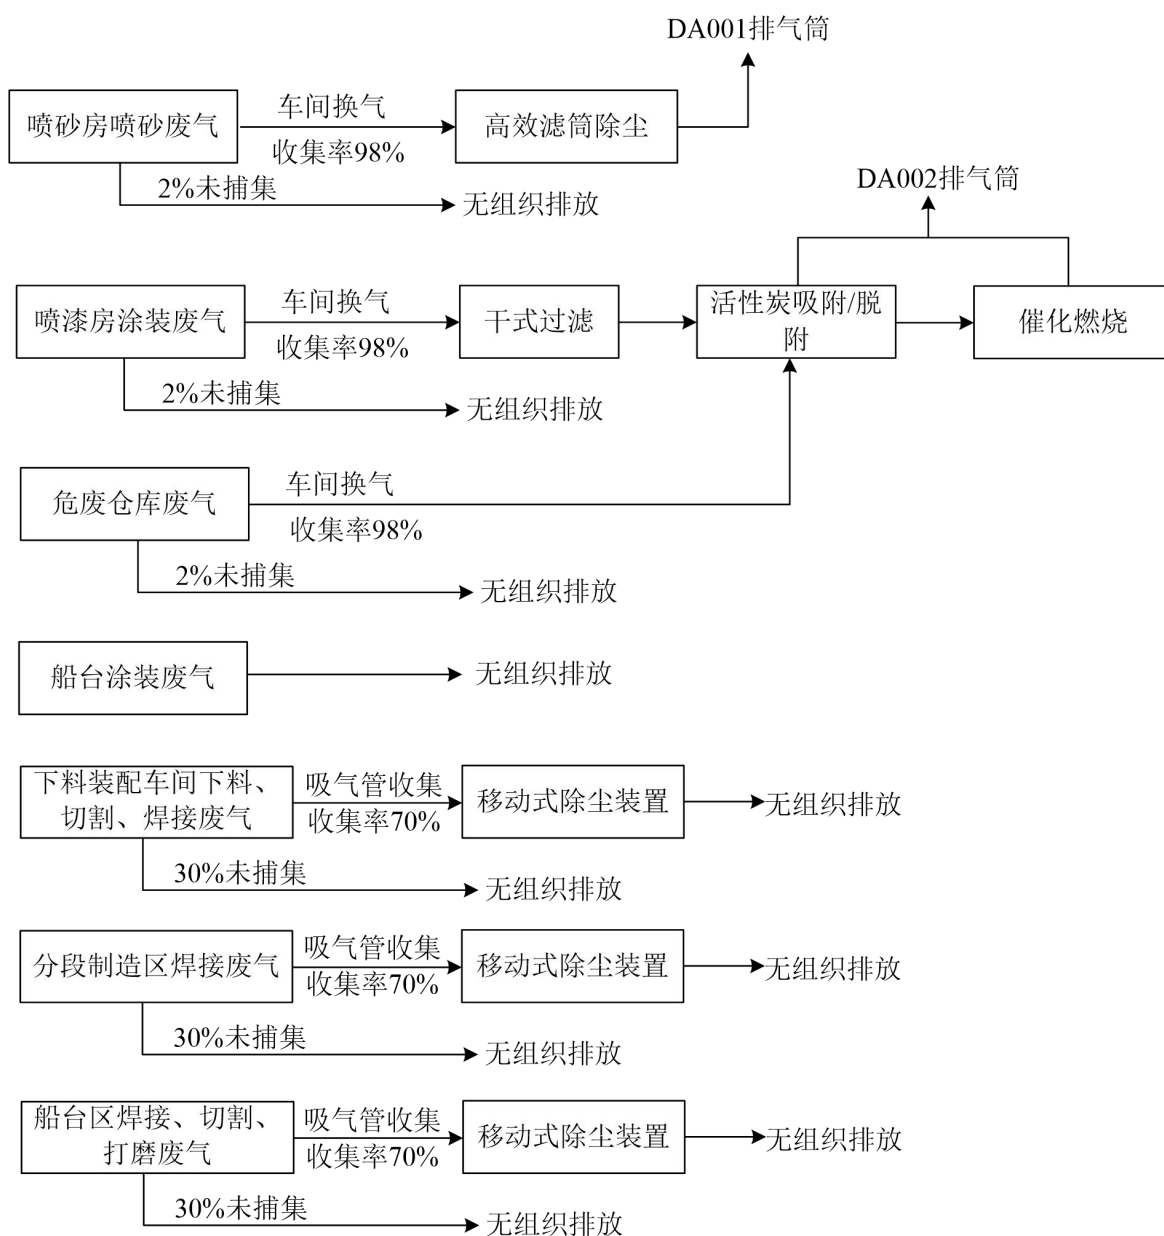 DA001排气筒
喷砂房喷砂废气
车间换气
收集率98%
高效滤筒除尘
2%未捕集
无组织排放
DA002排气筒
喷漆房涂装废气
车间换气
收集率98%
干式过滤
活性炭吸附/脱
附
催化燃烧
2%未捕集
无组织排放
危废仓库废气
车间换气
收集率98%
2%未捕集
无组织排放
船台涂装废气
无组织排放
下料装配车间下料、
切割、焊接废气
吸气管收集
收集率70%
移动式除尘装置
无组织排放
30%未捕集
无组织排放
分段制造区焊接废气
吸气管收集
收集率70%
移动式除尘装置
无组织排放
30%未捕集
无组织排放
船台区焊接、切割、
打磨废气
吸气管收集
收集率70%
移动式除尘装置
无组织排放
30%未捕集
无组织排放